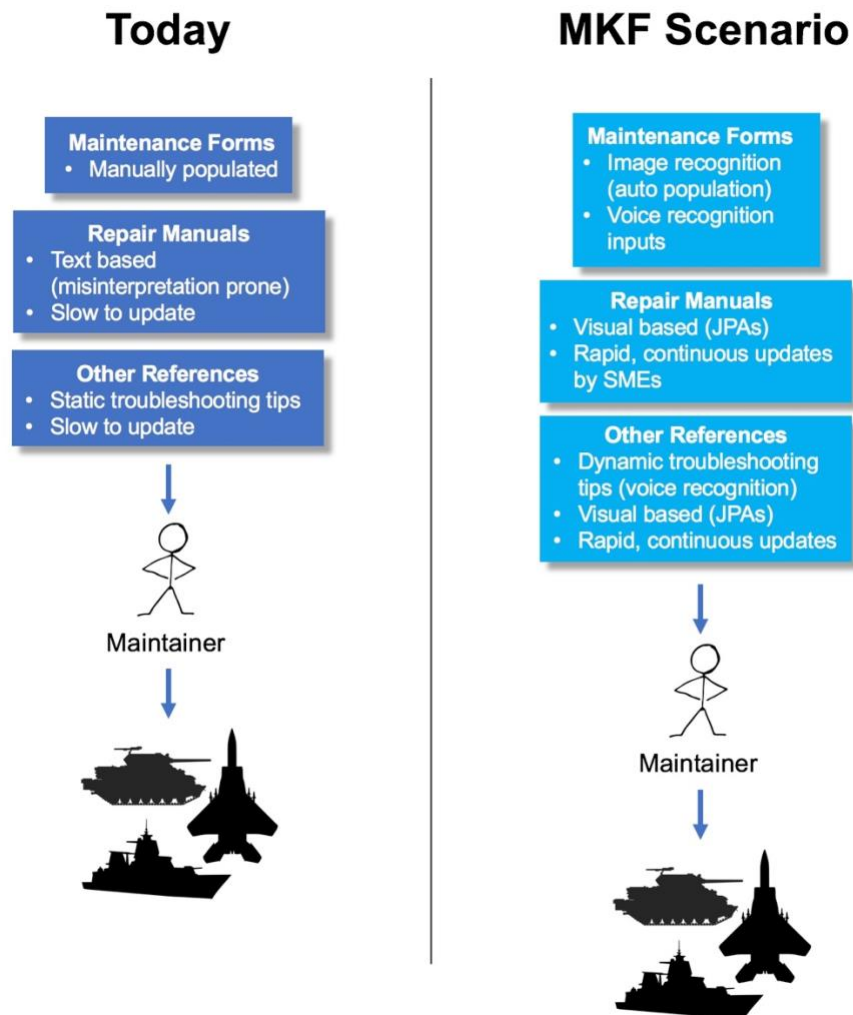 Today
Maintenance Forms
• Manually populated
Repair Manuals
• Text based
(misinterpretation prone)
• Slow to update
Other References
• Static troubleshooting tips
• Slow to update
Maintainer
MKF Scenario
Maintenance Forms
• Image recognition
(auto population)
• Voice recognition
inputs
Repair Manuals
• Visual based (JPAs)
• Rapid, continuous updates
by SMEs
Other References
• Dynamic troubleshooting
tips (voice recognition)
• Visual based (JPAs)
• Rapid, continuous updates
Maintainer